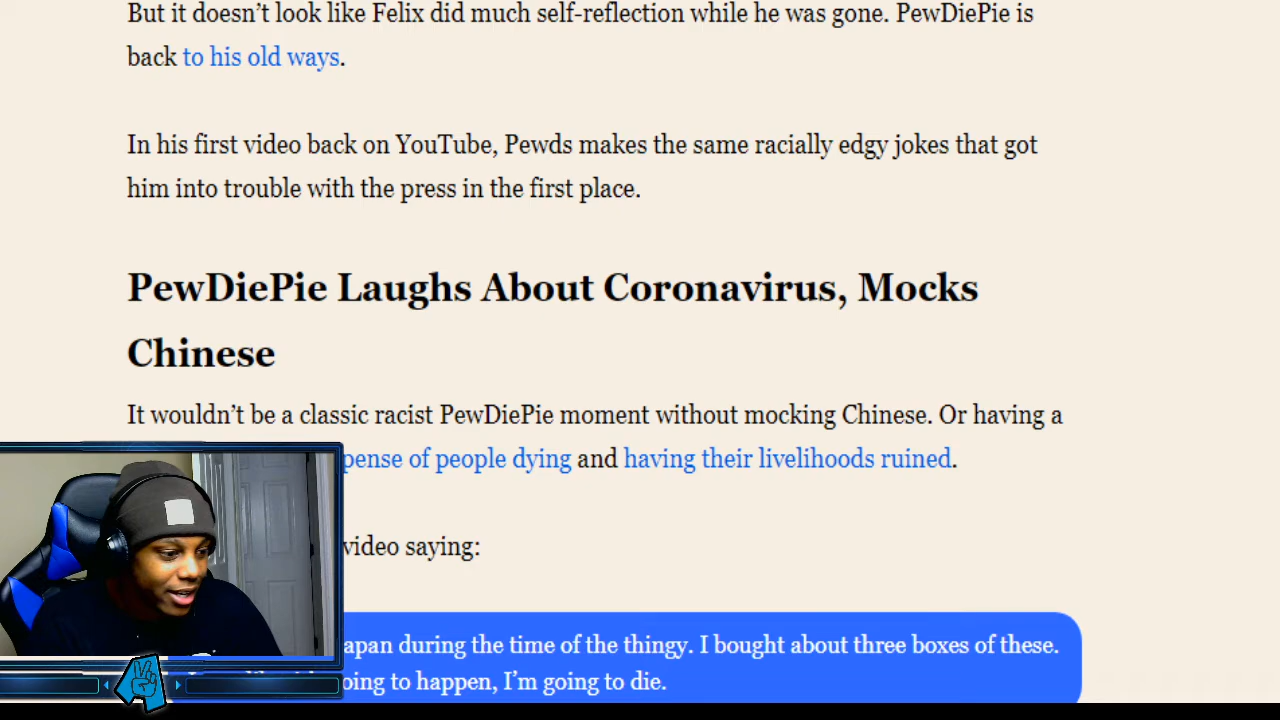 But it doesn’t look like Felix did much self-reflection while he was gone. PewDiePie is
back to his old ways.
In his first video back on YouTube, Pewds makes the same racially edgy jokes that got
him into trouble with the press in the first place.
PewDiePie Laughs About Coronavirus, Mocks
Chinese
It wouldn’t be a classic racist PewDiePie moment without mocking Chinese. Or having a
pense of people dying and having their livelihoods ruined.
video saying:
apan during the time of the thingy. I bought about three boxes of these.
oing to happen, I’m going to die.